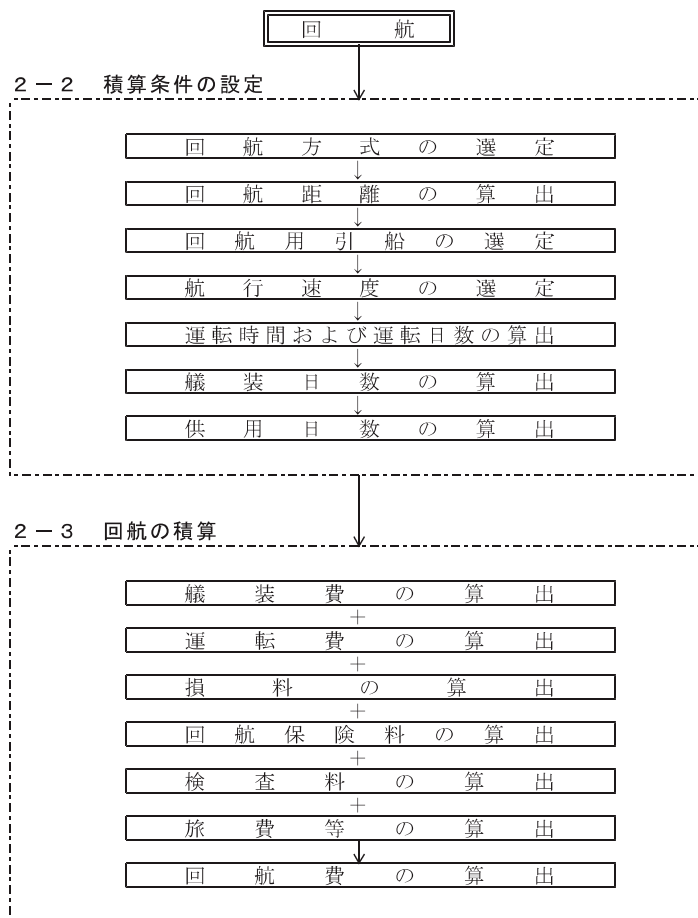 回航
2－2 積算条件の設定
回航方式の選定
↓
回航距離の算出
↓
回航用引船の選定
↓
航行速度の選定
↓
運転時間および運転日数の算出
↓
艤装日数の算出
↓
供用日数の算出
2－3 回航の積算
艤装費の算出
＋
運転費の算出
＋
損料の算出
＋
回航保険料の算出
＋
検査料の算出
＋
旅費等の算出
回航費の算出